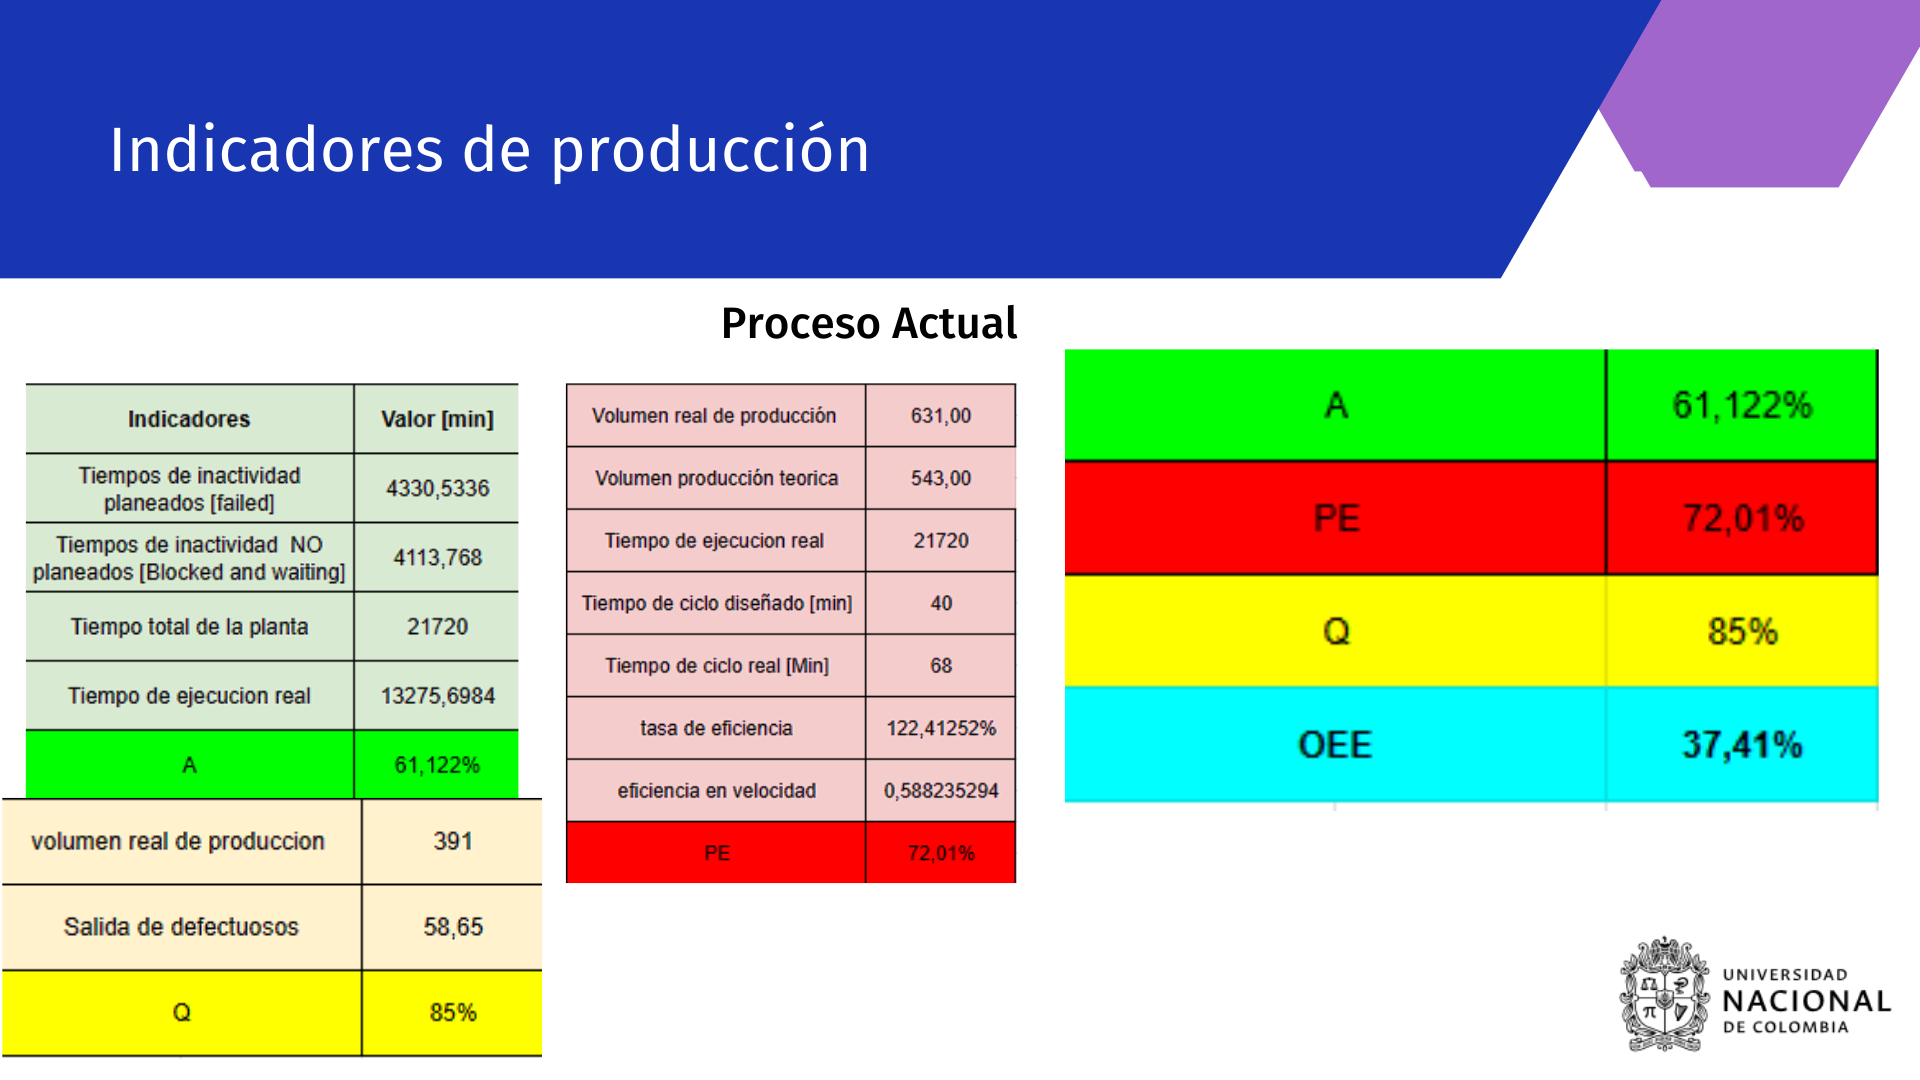 Indicadores de producción
Proceso Actual
Indicadores Valor [min]
Tiempos de inactividad
planeados [failed] 4330,5336
Tiempos de inactividad NO
planeados [Blocked and waiting] 4113,768
Tiempo total de la planta 21720
Tiempo de ejecucion real 13275,6984
A 61,122%
volumen real de produccion 391
Salida de defectuosos 58,65
Q 85%
Volumen real de producción 631,00
Volumen producción teorica 543,00
Tiempo de ejecucion real 21720
Tiempo de ciclo diseñado [min] 40
Tiempo de ciclo real [Min] 68
tasa de eficiencia 122,41252%
eficiencia en velocidad 0,588235294
PE 72,01%
A 61,122%
PE 72,01%
Q 85%
OEE 37,41%
UNIVERSIDAD
NACIONAL
DE COLOMBIA